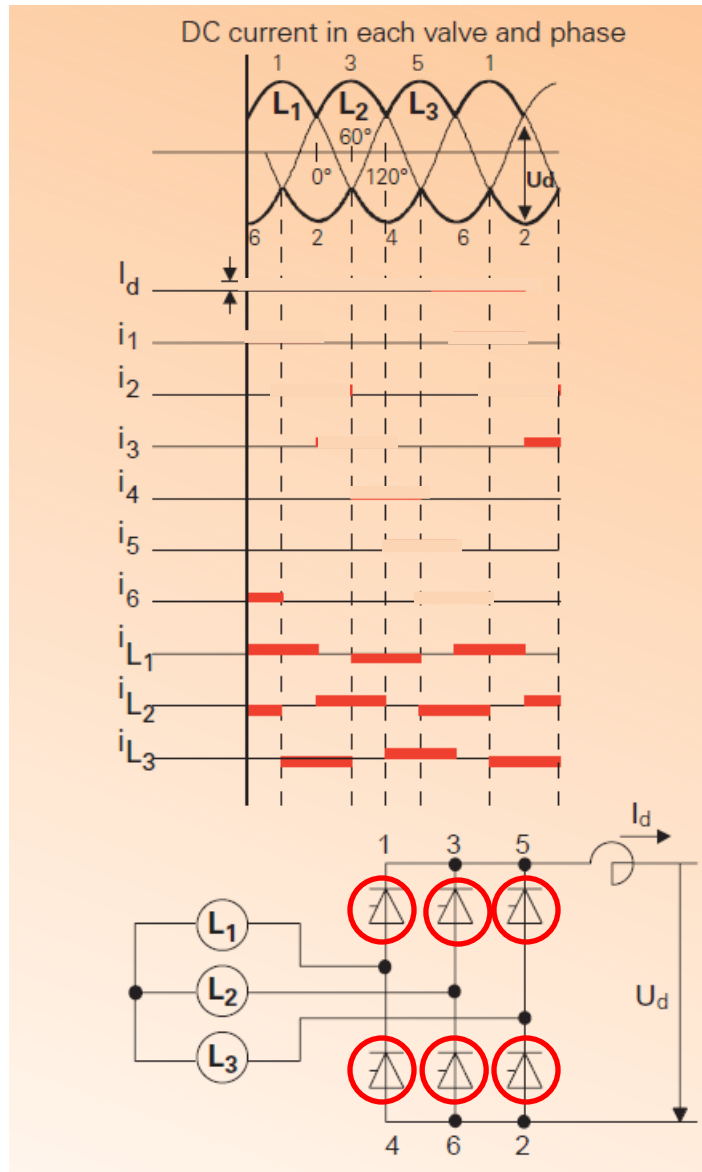 DC current in each valve and phase
1 3 5 1
L1 L2 L3
60°
0° 120° Ud
6 2 4 6 2
Id
i1
i2
i3
i4
i5
i6
iL1
iL2
iL3
Id
1 3 5
L1
L2
Ud
L3
4 6 2